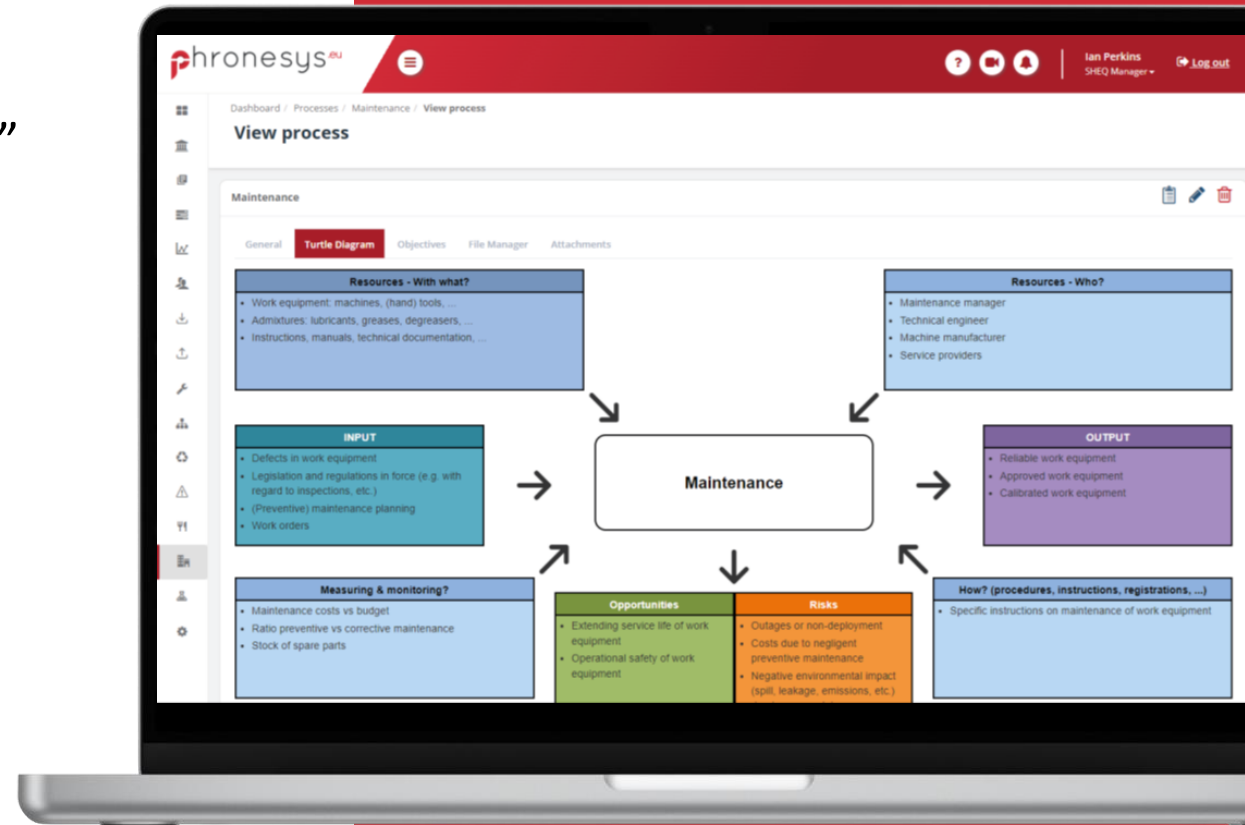 ”
phronesys.eu
?
Ian Perkins
SHEQ Manager
Log out
Dashboard / Processes / Maintenance / View process
View process
Maintenance
General Turtle Diagram Objectives File Manager Attachments
Resources - With what?
• Work equipment: machines, (hand) tools, ...
• Admixtures: lubricants, greases, degreasers, ...
• Instructions, manuals, technical documentation, ...
Resources - Who?
• Maintenance manager
• Technical engineer
• Machine manufacturer
• Service providers
INPUT
• Defects in work equipment
• Legislation and regulations in force (e.g. with
regard to inspections, etc.)
• (Preventive) maintenance planning
• Work orders
Maintenance
OUTPUT
• Reliable work equipment
• Approved work equipment
• Calibrated work equipment
Measuring & monitoring?
• Maintenance costs vs budget
• Ratio preventive vs corrective maintenance
• Stock of spare parts
Opportunities
• Extending service life of work
equipment
• Operational safety of work
equipment
Risks
• Outages or non-deployment
• Costs due to negligent
preventive maintenance
• Negative environmental impact
(spill, leakage, emissions, etc.)
How? (procedures, instructions, registrations, ...)
• Specific instructions on maintenance of work equipment